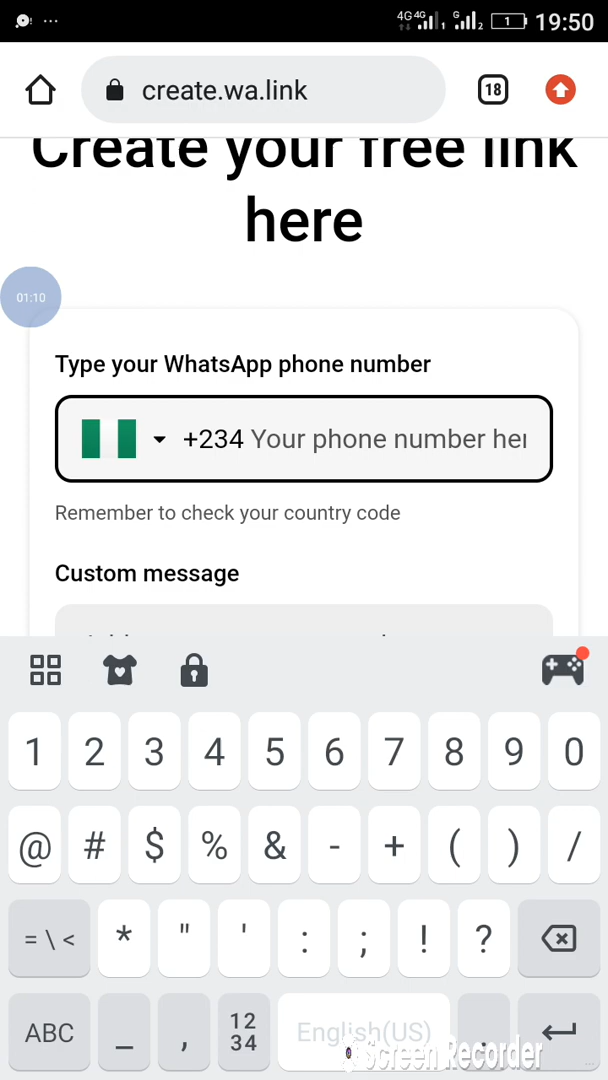 4G 4G 1 G 2 1 19:50
create.wa.link 18
Create your free link
here
01:10
Type your WhatsApp phone number
+234 Your phone number her
Remember to check your country code
Custom message
1 2 3 4 5 6 7 8 9 0
@ # $ % & - + ( ) /
= \ < * " ' : ; ! ?
ABC _ , 12 34 English(US) .
Screen Recorder